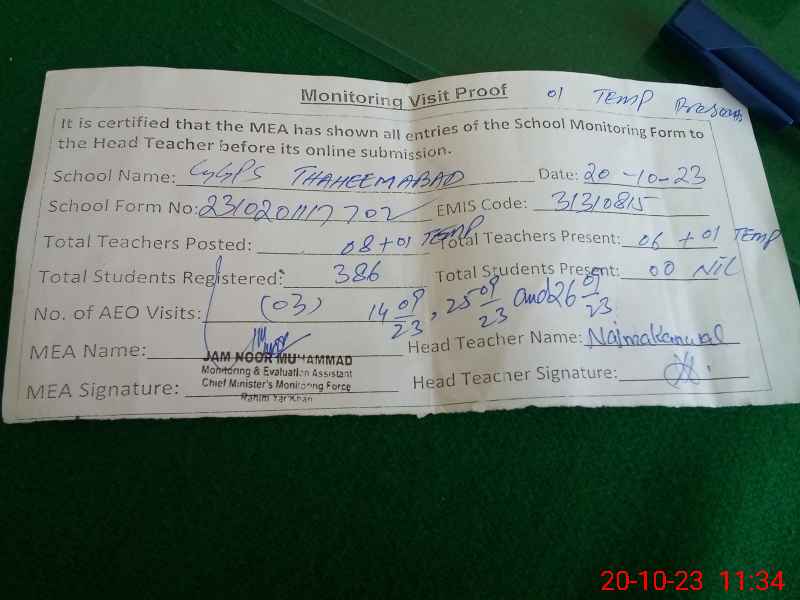 Monitoring Visit Proof 01 TEMP Present
It is certified that the MEA has shown all entries of the School Monitoring Form to
the Head Teacher before its online submission.
School Name: GGPS THAHEEMABAD Date: 20-10-23
School Form No: 2310201117702 EMIS Code: 31310815
Total Teachers Posted: 08+01 TEMP Total Teachers Present: 06 +01 TEMP
Total Students Registered: 386 Total Students Present: 00 NIL
No. of AEO Visits: (03) 14 09/23, 25 09/23 and 26 09/23
MEA Name: Head Teacher Name: Najmakanwal
JAM NOOR MUHAMMAD
Monitoring & Evaluation Assistant
MEA Signature: Chief Minister's Monitoring Force Head Teacher Signature:
Rahim Yar Khan
20-10-23 11:34